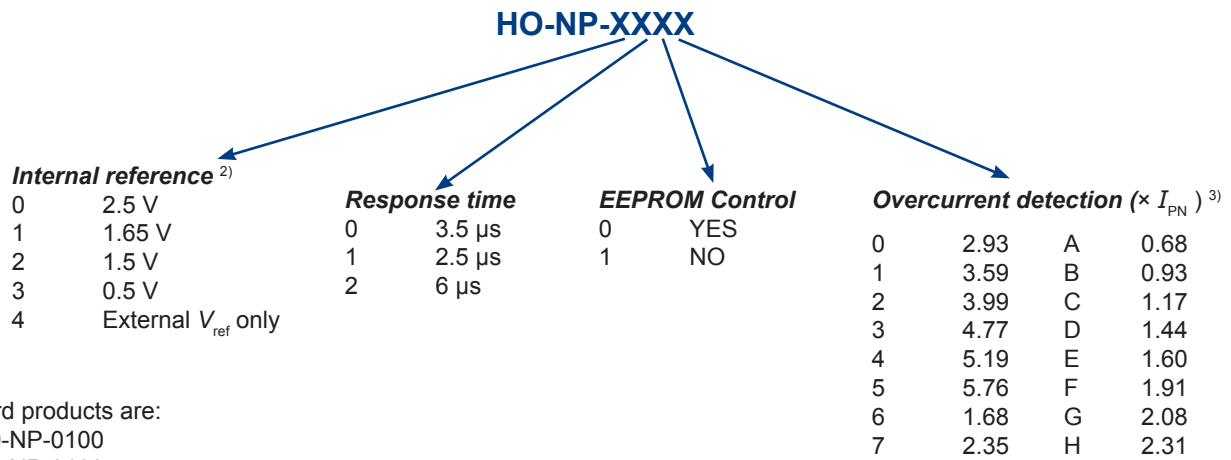 HO-NP-XXXX
Internal reference 2)
0 2.5 V
1 1.65 V
2 1.5 V
3 0.5 V
4 External Vref only
Response time
0 3.5 µs
1 2.5 µs
2 6 µs
EEPROM Control
0 YES
1 NO
Overcurrent detection (× IPN ) 3)
0 2.93 A 0.68
1 3.59 B 0.93
2 3.99 C 1.17
3 4.77 D 1.44
4 5.19 E 1.60
5 5.76 F 1.91
6 1.68 G 2.08
7 2.35 H 2.31
products are:
-NP-0100